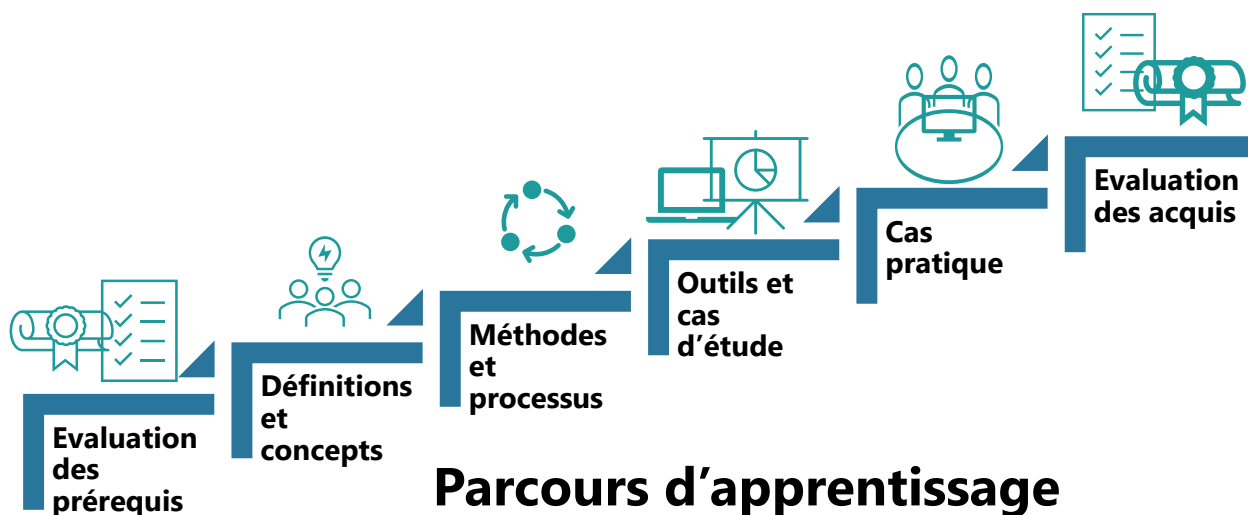 Evaluation
des
prérequis
Définitions
et
concepts
Méthodes
et
processus
Outils et
cas
d’étude
Cas
pratique
Evaluation
des acquis
Parcours d’apprentissage